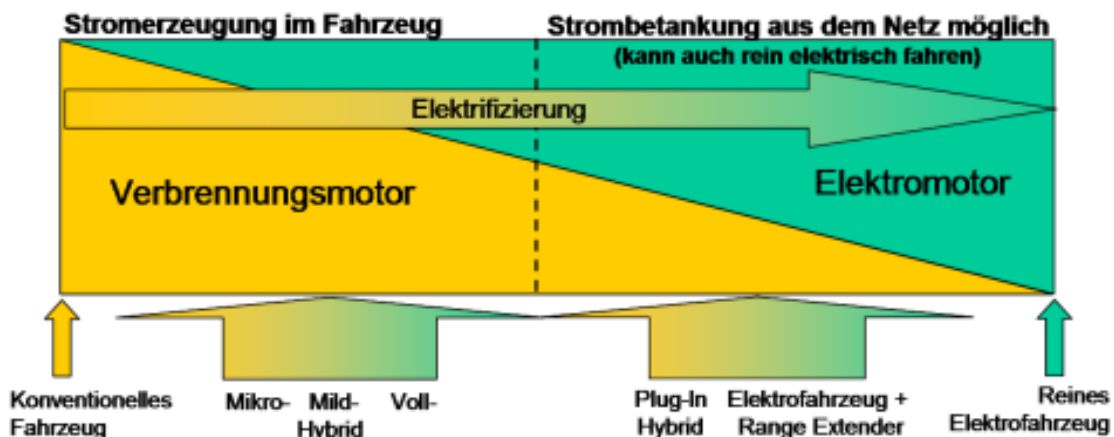 Stromerzeugung im Fahrzeug
Strombetankung aus dem Netz möglich
(kann auch rein elektrisch fahren)
Elektrifizierung
Verbrennungsmotor
Elektromotor
Konventionelles
Fahrzeug
Mikro- Mild- Voll-
Hybrid
Plug-In
Hybrid
Elektrofahrzeug +
Range Extender
Reines
Elektrofahrzeug